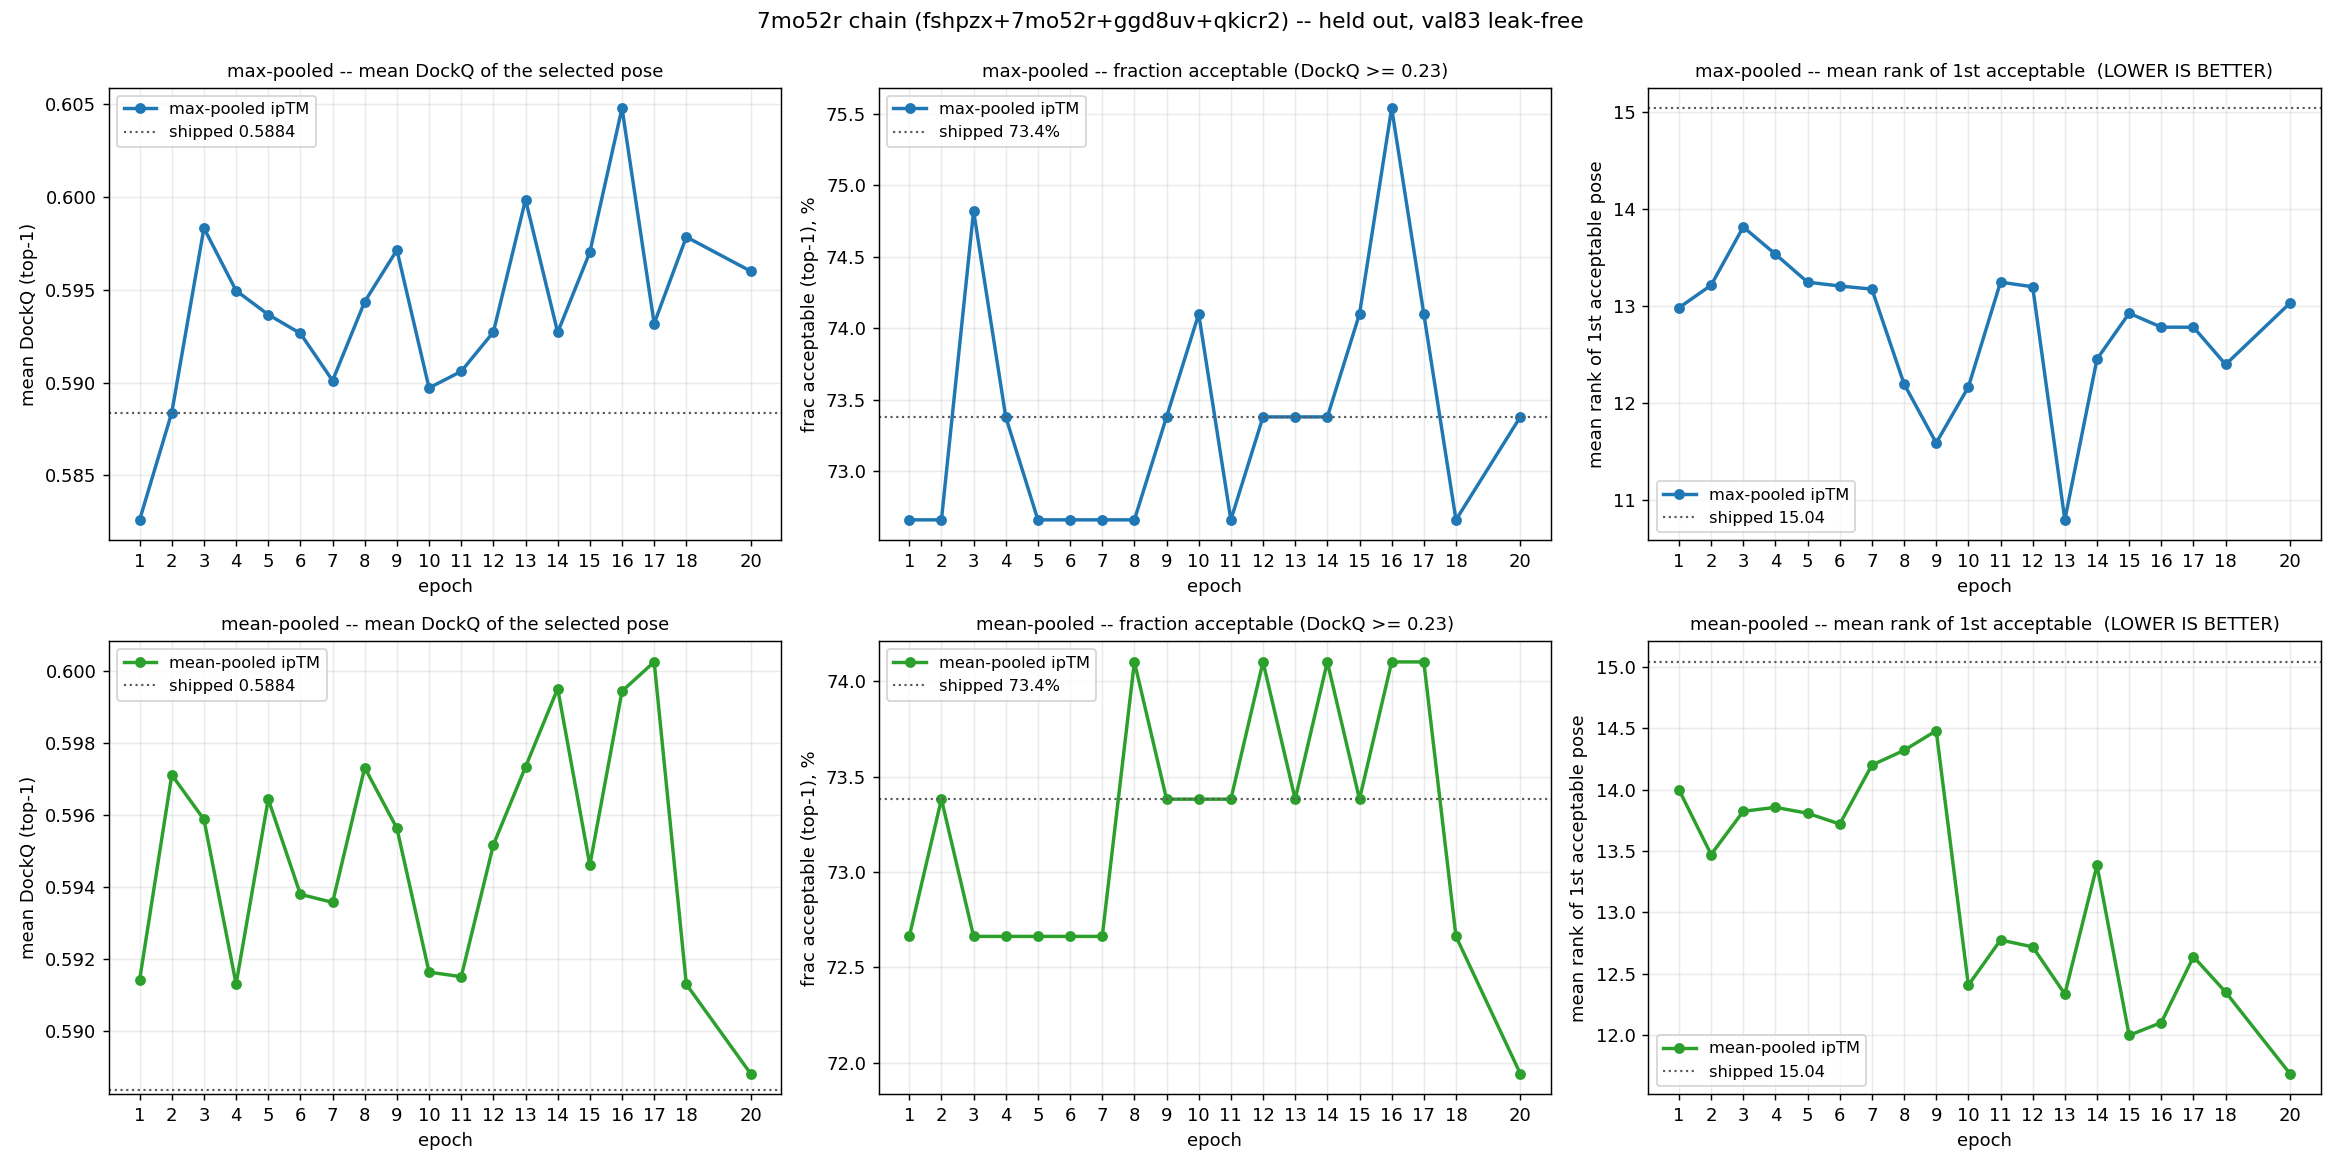 7mo52r chain (fshpzx+7mo52r+ggd8uv+qkicr2) -- held out, val83 leak-free
max-pooled -- mean DockQ of the selected pose
mean DockQ (top-1)
0.605
0.600
0.595
0.590
0.585
max-pooled ipTM
shipped 0.5884
1 2 3 4 5 6 7 8 9 10 11 12 13 14 15 16 17 18 20
epoch
max-pooled -- fraction acceptable (DockQ >= 0.23)
frac acceptable (top-1), %
75.5
75.0
74.5
74.0
73.5
73.0
max-pooled ipTM
shipped 73.4%
1 2 3 4 5 6 7 8 9 10 11 12 13 14 15 16 17 18 20
epoch
max-pooled -- mean rank of 1st acceptable (LOWER IS BETTER)
mean rank of 1st acceptable pose
15
14
13
12
11
max-pooled ipTM
shipped 15.04
1 2 3 4 5 6 7 8 9 10 11 12 13 14 15 16 17 18 20
epoch
mean-pooled -- mean DockQ of the selected pose
mean DockQ (top-1)
0.600
0.598
0.596
0.594
0.592
0.590
mean-pooled ipTM
shipped 0.5884
1 2 3 4 5 6 7 8 9 10 11 12 13 14 15 16 17 18 20
epoch
mean-pooled -- fraction acceptable (DockQ >= 0.23)
frac acceptable (top-1), %
74.0
73.5
73.0
72.5
72.0
mean-pooled ipTM
shipped 73.4%
1 2 3 4 5 6 7 8 9 10 11 12 13 14 15 16 17 18 20
epoch
mean-pooled -- mean rank of 1st acceptable (LOWER IS BETTER)
mean rank of 1st acceptable pose
15.0
14.5
14.0
13.5
13.0
12.5
12.0
mean-pooled ipTM
shipped 15.04
1 2 3 4 5 6 7 8 9 10 11 12 13 14 15 16 17 18 20
epoch